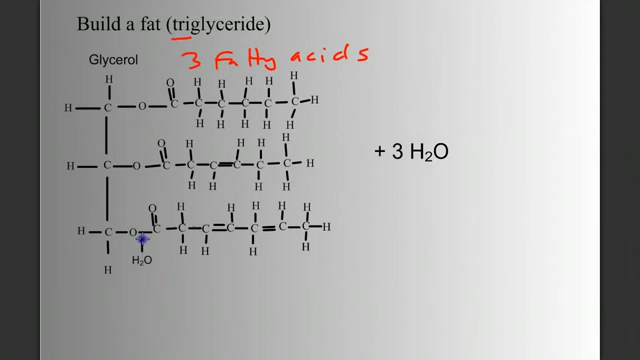 Build a fat (triglyceride)
3 Fatty acids
Glycerol
H O H H H H H
H C O C C C C C C H
H H H H H
O H H H H
H C O C C C C C C H
H H H H
O H H H H H
H C O C C C C C C H
H H H H H
H H₂O
+ 3 H₂O